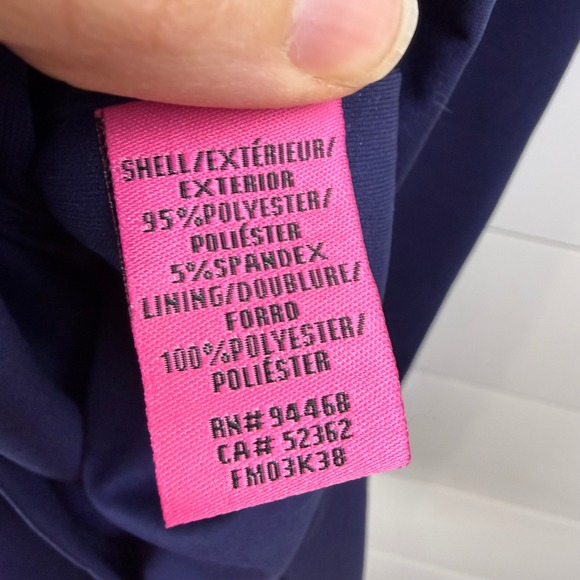 SHELL/EXTÉRIEUR/
EXTERIOR
95%POLYESTER/
POLIÉSTER
5%SPANDEX
LINING/DOUBLURE/
FORRO
100%POLYESTER/
POLIÉSTER
RN# 94468
CA# 52362
FM03K38